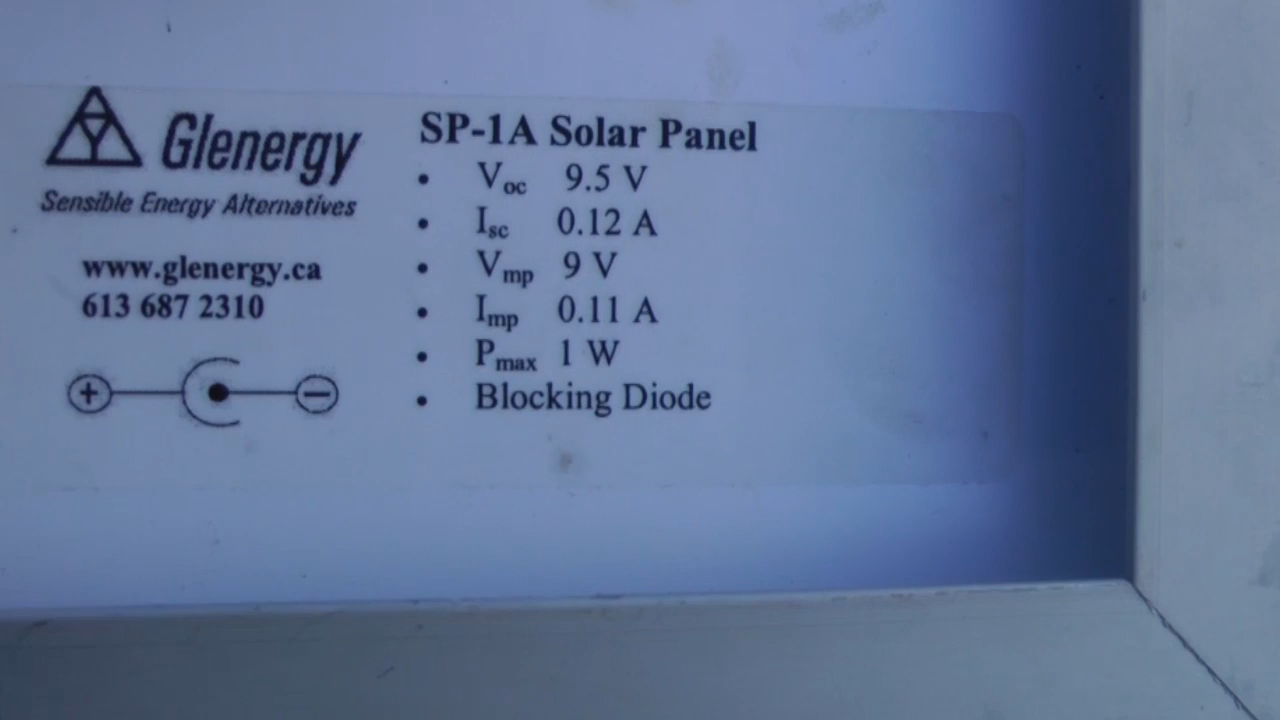 Glenergy
Sensible Energy Alternatives
www.glenergy.ca
613 687 2310
+ −
SP-1A Solar Panel
• Voc 9.5 V
• Isc 0.12 A
• Vmp 9 V
• Imp 0.11 A
• Pmax 1 W
• Blocking Diode